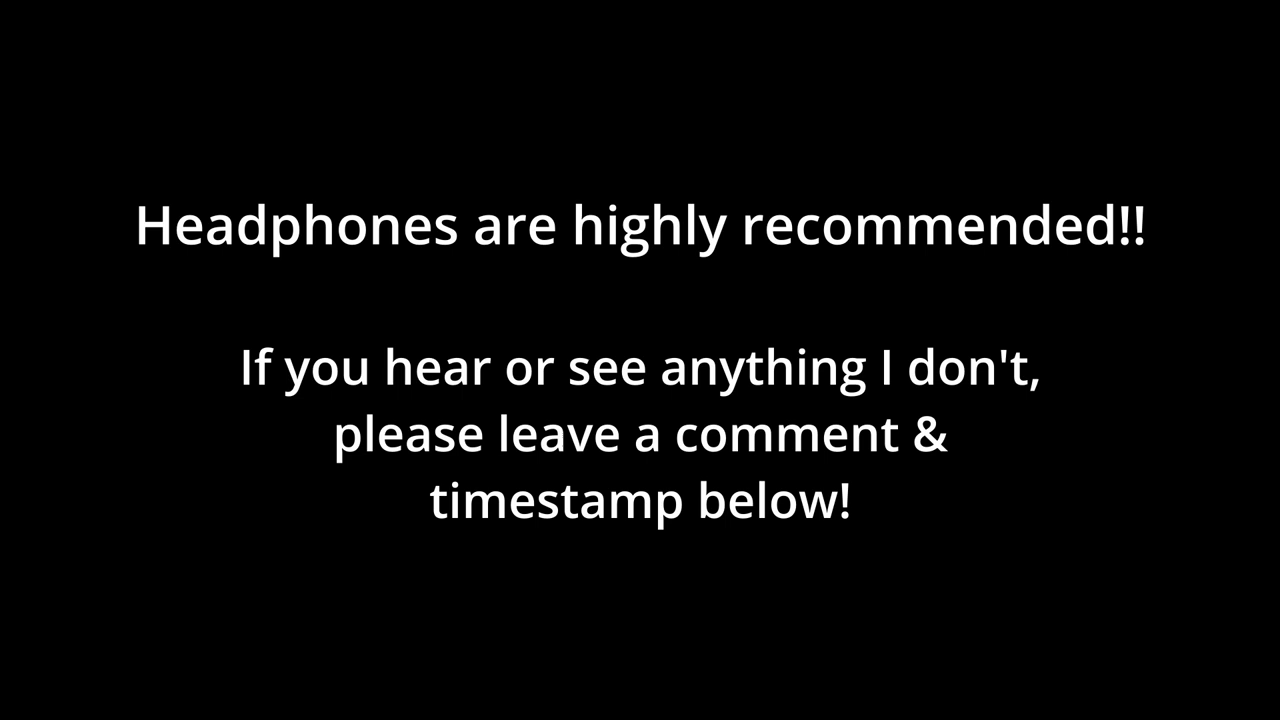 Headphones are highly recommended!!
If you hear or see anything I don't,
please leave a comment &
timestamp below!